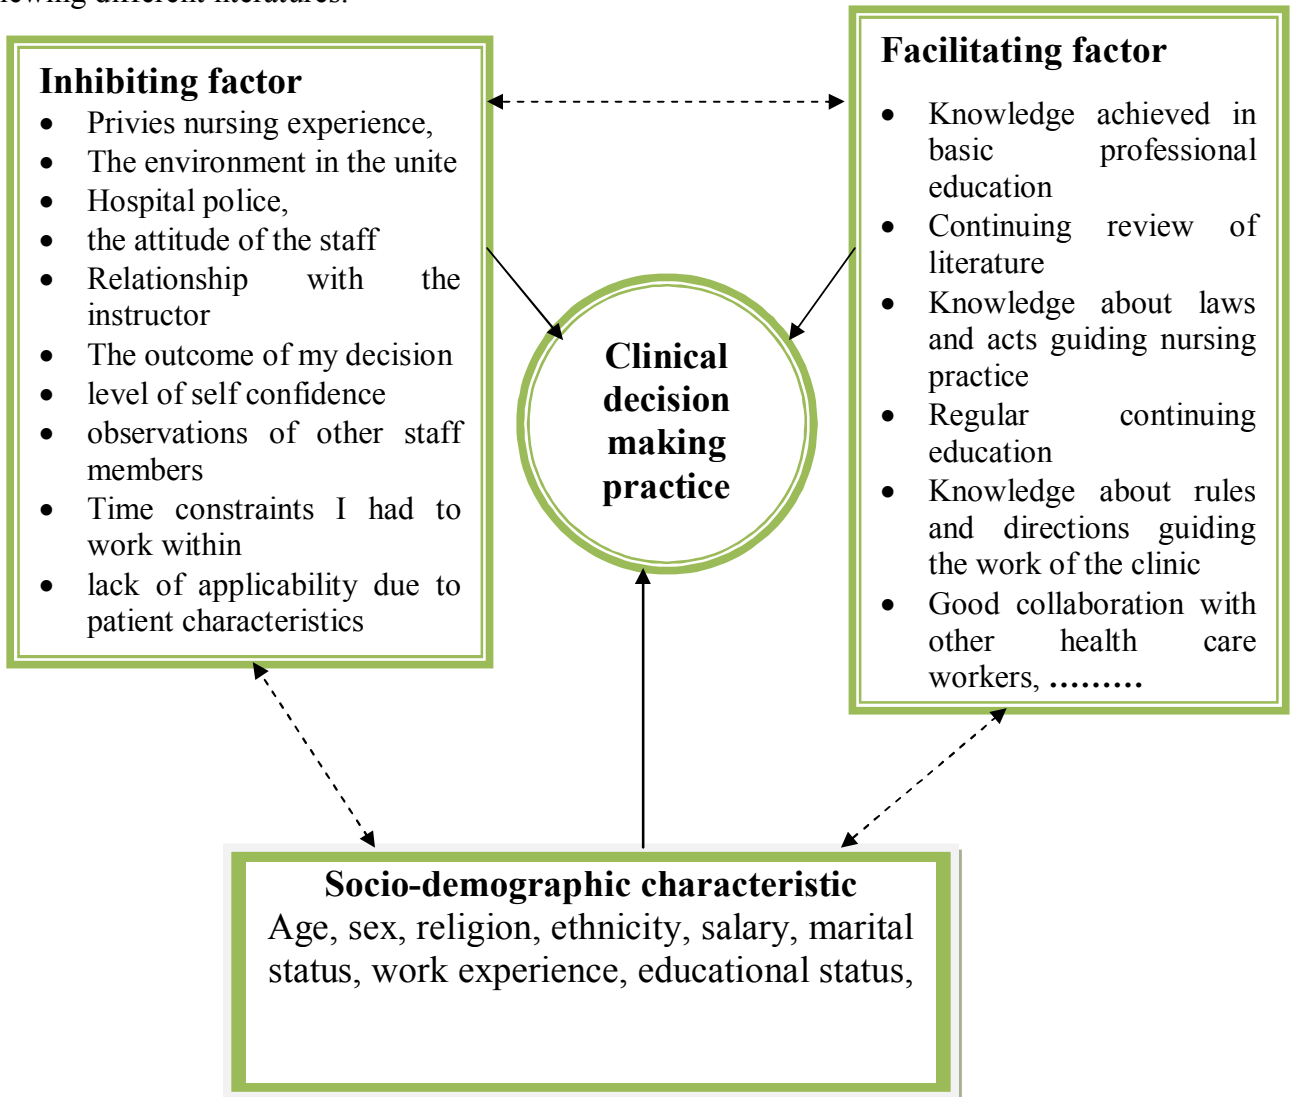 iewing different literatures.
Inhibiting factor
• Privies nursing experience,
• The environment in the unite
• Hospital police,
• the attitude of the staff
• Relationship with the
instructor
• The outcome of my decision
• level of self confidence
• observations of other staff
members
• Time constraints I had to
work within
• lack of applicability due to
patient characteristics
Facilitating factor
• Knowledge achieved in
basic professional
education
• Continuing review of
literature
• Knowledge about laws
and acts guiding nursing
practice
• Regular continuing
education
• Knowledge about rules
and directions guiding
the work of the clinic
• Good collaboration with
other health care
workers, ………
Clinical
decision
making
practice
Socio-demographic characteristic
Age, sex, religion, ethnicity, salary, marital
status, work experience, educational status,